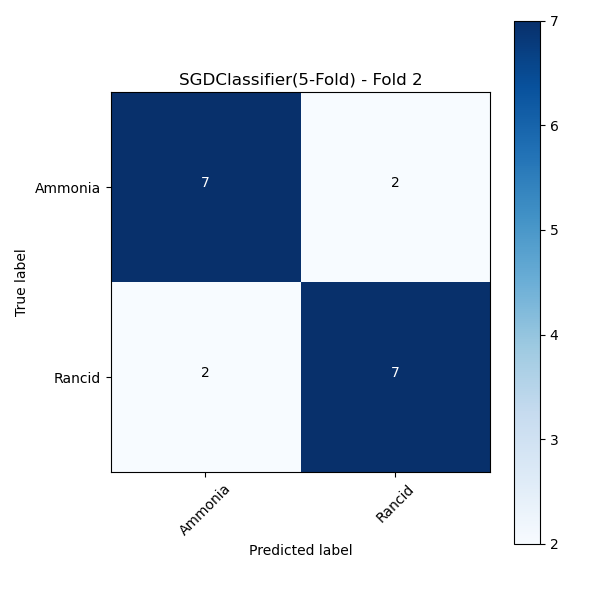 SGDClassifier(5-Fold) - Fold 2
True label
Ammonia
7
2
Rancid
2
7
Ammonia
Rancid
Predicted label
7
6
5
4
3
2